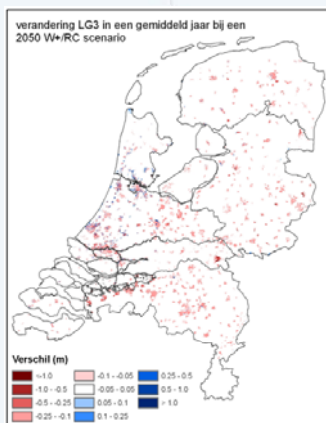 verandering LG3 in een gemiddeld jaar bij een
2050 W+/RC scenario
Verschil (m)
<-1.0
-1.0 - -0.5
-0.5 - -0.25
-0.25 - -0.1
-0.1 - -0.05
-0.05 - 0.05
0.05 - 0.1
0.1 - 0.25
0.25 - 0.5
0.5 - 1.0
> 1.0